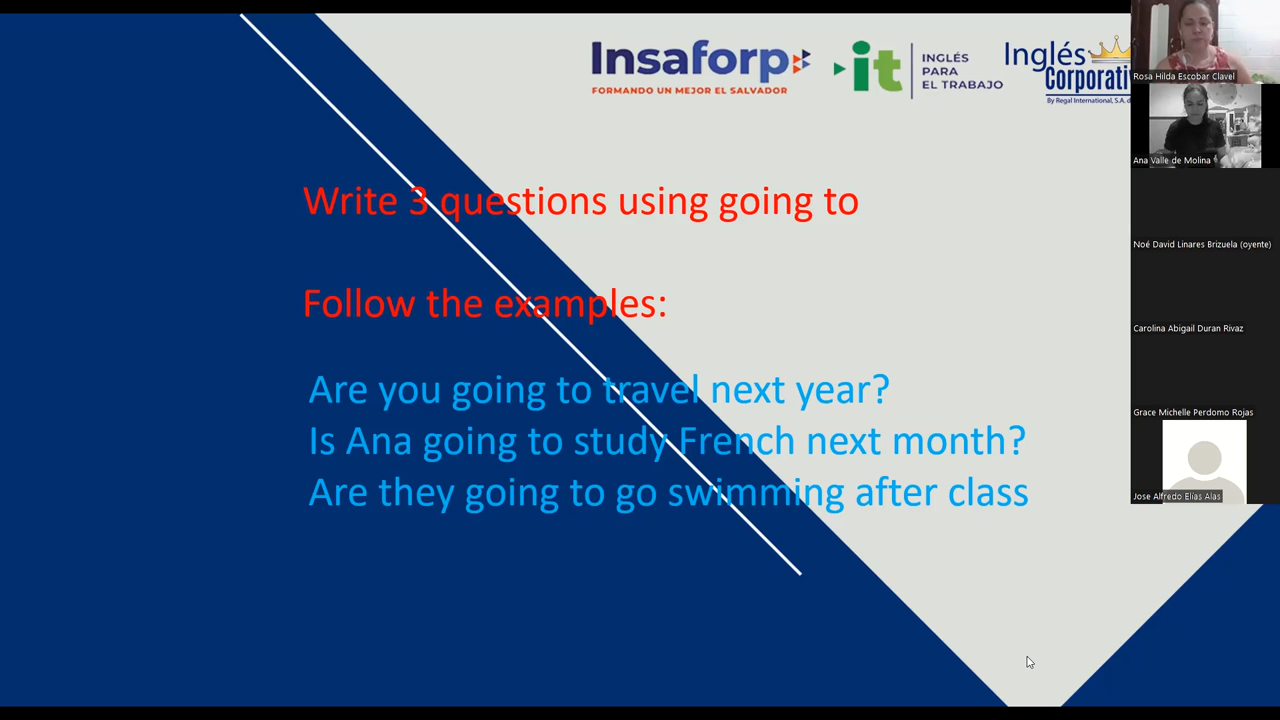 Insaforp
FORMANDO UN MEJOR EL SALVADOR
it
INGLÉS
PARA
EL TRABAJO
Inglés
Corporati
By Regal International, S.A. d
Write 3 questions using going to
Follow the examples:
Are you going to travel next year?
Is Ana going to study French next month?
Are they going to go swimming after class
Rosa Hilda Escobar Clavel
Ana Valle de Molina
Noé David Linares Brizuela (oyente)
Carolina Abigail Duran Rivaz
Grace Michelle Perdomo Rojas
Jose Alfredo Elias Alas